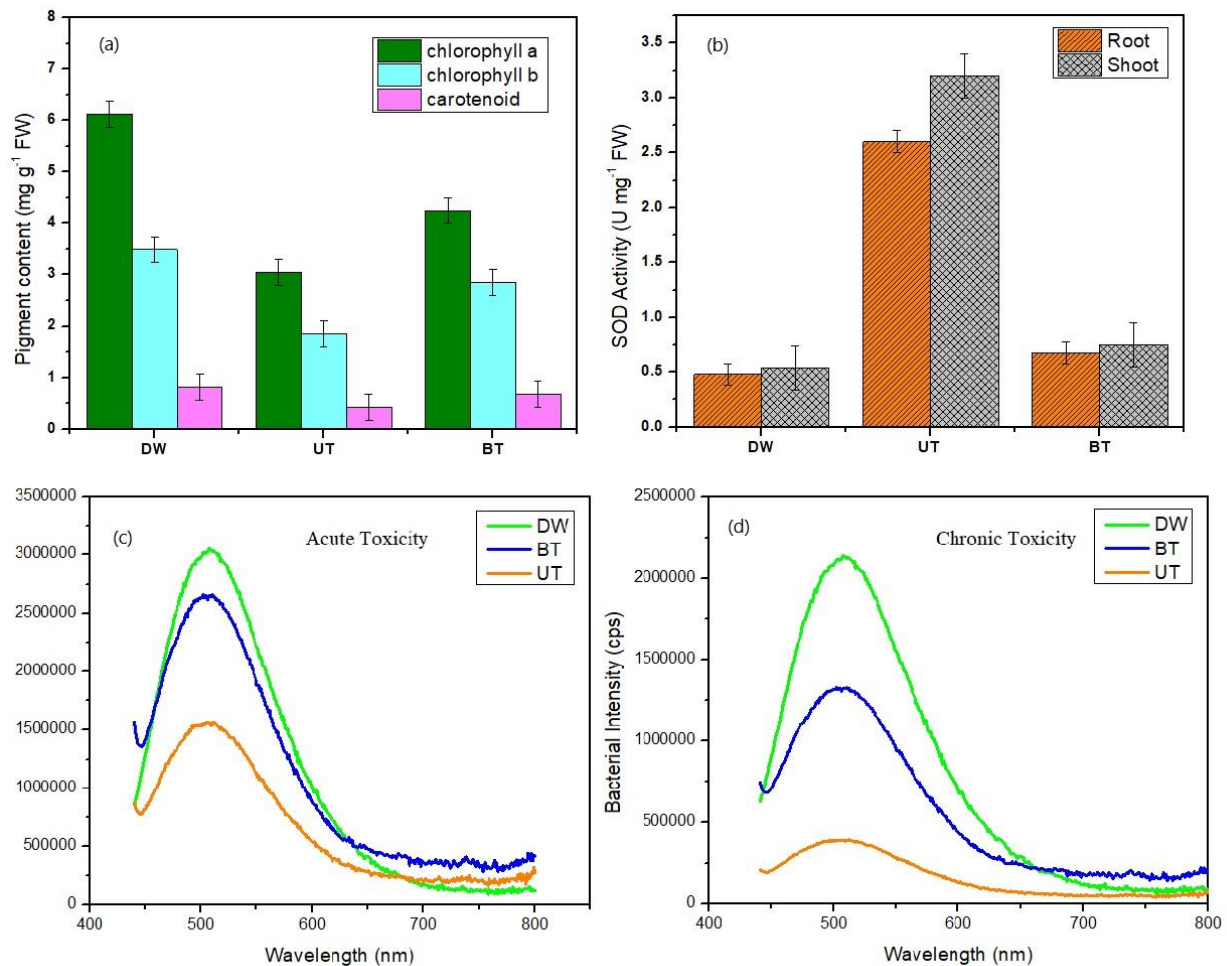 (a)
chlorophyll a
chlorophyll b
carotenoid
Pigment content (mg g⁻¹ FW)
8
7
6
5
4
3
2
1
0
DW UT BT
(b)
Root
Shoot
SOD Activity (U mg⁻¹ FW)
3.5
3.0
2.5
2.0
1.5
1.0
0.5
0.0
DW UT BT
(c)
Acute Toxicity
DW
BT
UT
3500000
3000000
2500000
2000000
1500000
1000000
500000
0
400 500 600 700 800
Wavelength (nm)
(d)
Chronic Toxicity
DW
BT
UT
Bacterial Intensity (cps)
2500000
2000000
1500000
1000000
500000
0
400 500 600 700 800
Wavelength (nm)